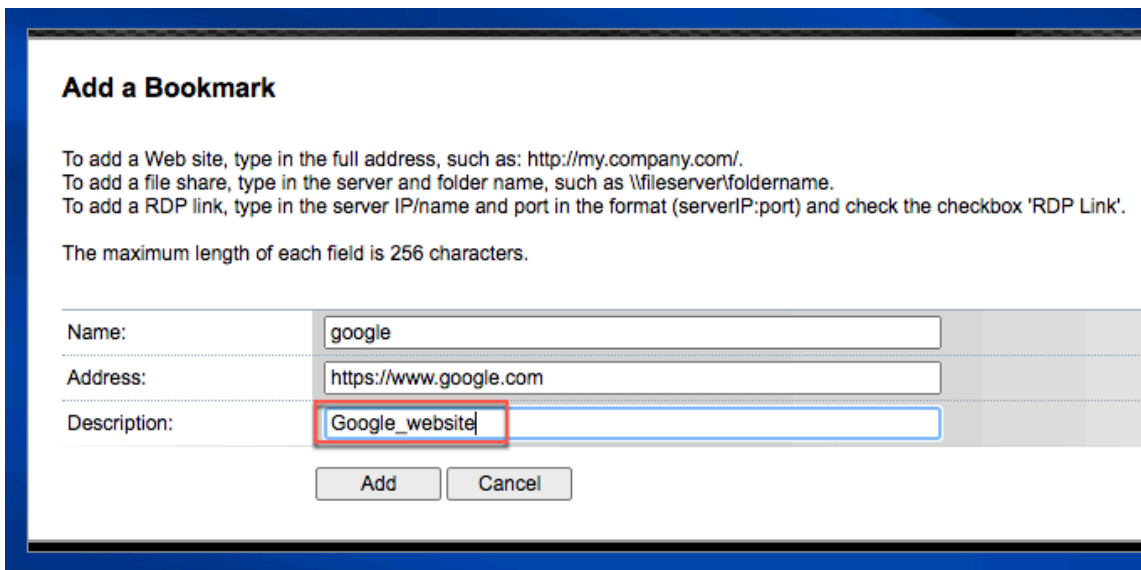 Add a Bookmark
To add a Web site, type in the full address, such as: http://my.company.com/.
To add a file share, type in the server and folder name, such as \\fileserver\foldername.
To add a RDP link, type in the server IP/name and port in the format (serverIP:port) and check the checkbox 'RDP Link'.
The maximum length of each field is 256 characters.
Name: google
Address: https://www.google.com
Description: Google_website
Add Cancel